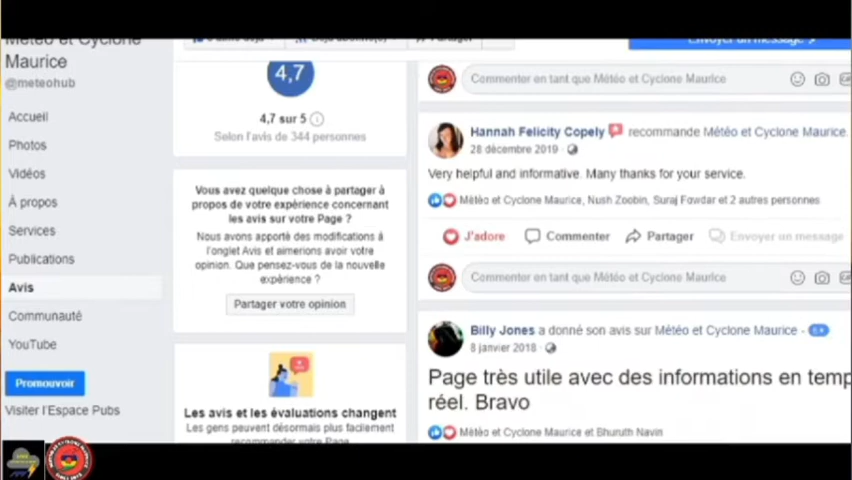 Météo et Cyclone
Maurice
@meteohub
Accueil
Photos
Vidéos
À propos
Services
Publications
Avis
Communauté
YouTube
Promouvoir
Visiter l'Espace Pubs
Partager
Envoyer un message
4,7
4,7 sur 5
Selon l'avis de 344 personnes
Vous avez quelque chose à partager à
propos de votre expérience concernant
les avis sur votre Page ?
Nous avons apporté des modifications à
l'onglet Avis et aimerions avoir votre
opinion. Que pensez-vous de la nouvelle
expérience ?
Partager votre opinion
Les avis et les évaluations changent
Les gens peuvent désormais plus facilement
recommander votre Page
Commenter en tant que Météo et Cyclone Maurice
Hannah Felicity Copely recommande Météo et Cyclone Maurice.
28 décembre 2019
Very helpful and informative. Many thanks for your service.
Météo et Cyclone Maurice, Nush Zoobin, Suraj Fowdar et 2 autres personnes
J'adore Commenter Partager Envoyer un message
Commenter en tant que Météo et Cyclone Maurice
Billy Jones a donné son avis sur Météo et Cyclone Maurice -
8 janvier 2018
Page très utile avec des informations en temp
réel. Bravo
Météo et Cyclone Maurice et Bhuruth Navin